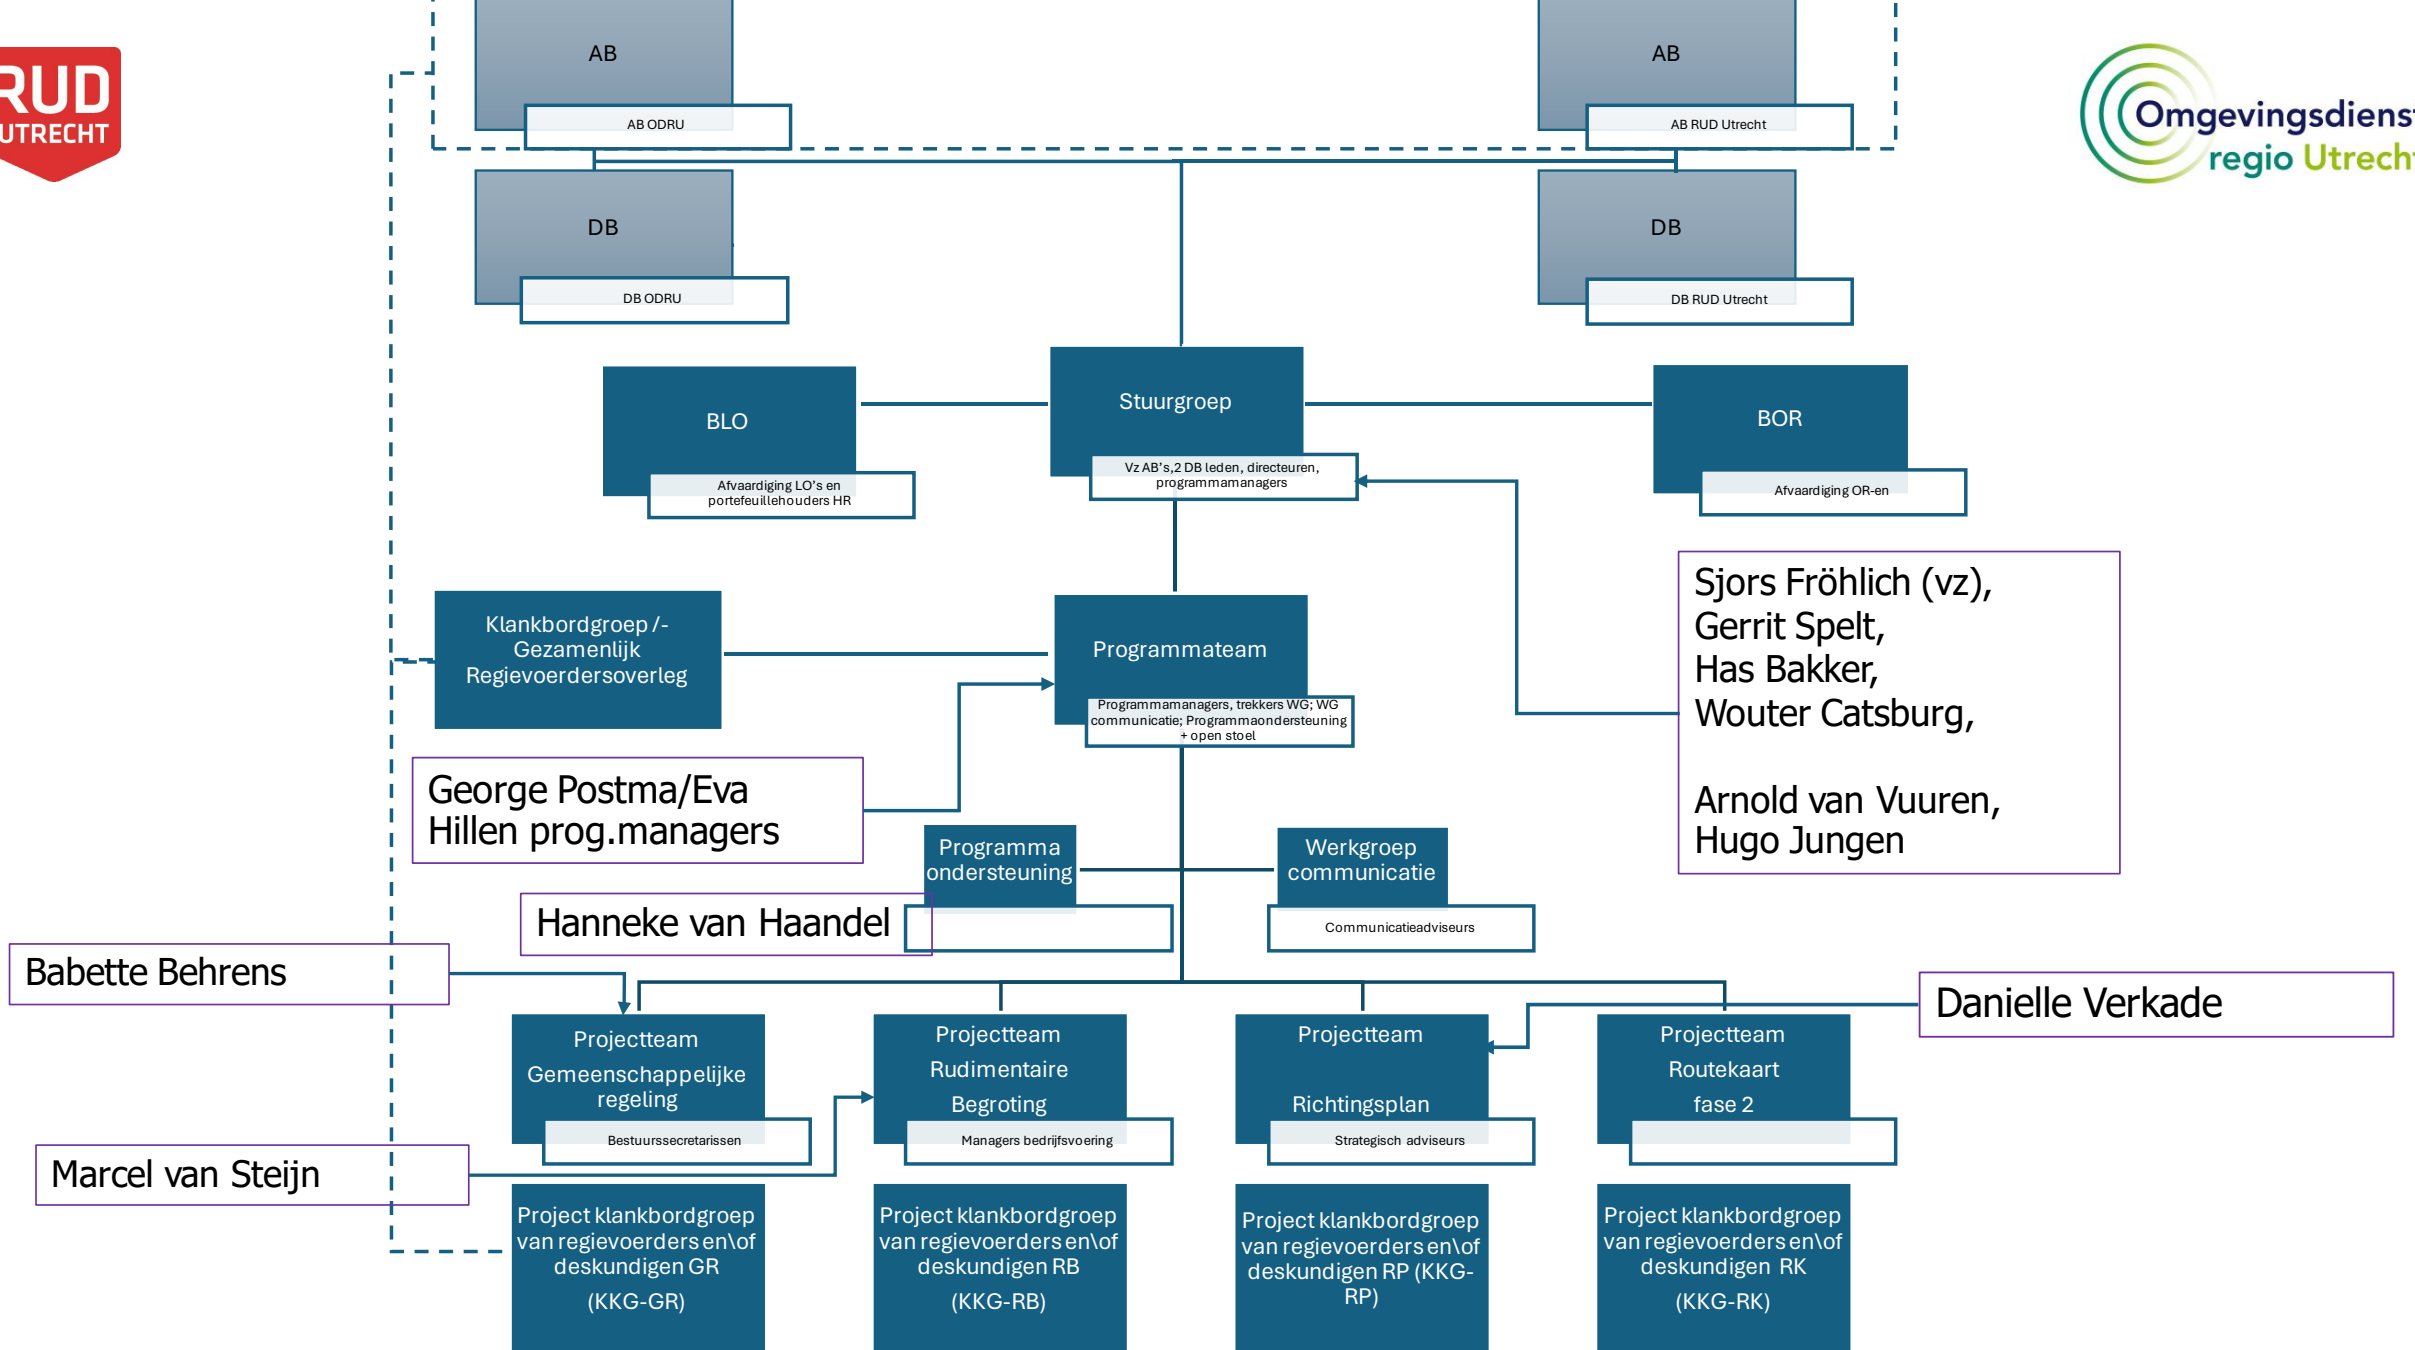 RUD
UTRECHT
AB
AB ODRU
AB
AB RUD Utrecht
Omgevingsdienst
regio Utrecht
DB
DB ODRU
DB
DB RUD Utrecht
BLO
Afvaardiging LO’s en
portefeuillehouders HR
Stuurgroep
Vz AB’s,2 DB leden, directeuren,
programmamanagers
BOR
Afvaardiging OR-en
Sjors Fröhlich (vz),
Gerrit Spelt,
Has Bakker,
Wouter Catsburg,
Arnold van Vuuren,
Hugo Jungen
Klankbordgroep /-
Gezamenlijk
Regievoerdersoverleg
Programmateam
Programmamanagers, trekkers WG; WG
communicatie; Programmaondersteuning
+ open stoel
George Postma/Eva
Hillen prog.managers
Programma
ondersteuning
Werkgroep
communicatie
Communicatieadviseurs
Hanneke van Haandel
Babette Behrens
Danielle Verkade
Projectteam
Gemeenschappelijke
regeling
Bestuurssecretarissen
Projectteam
Rudimentaire
Begroting
Managers bedrijfsvoering
Projectteam
Richtingsplan
Strategisch adviseurs
Projectteam
Routekaart
fase 2
Marcel van Steijn
Project klankbordgroep
van regievoerders en\of
deskundigen GR
(KKG-GR)
Project klankbordgroep
van regievoerders en\of
deskundigen RB
(KKG-RB)
Project klankbordgroep
van regievoerders en\of
deskundigen RP (KKG-
RP)
Project klankbordgroep
van regievoerders en\of
deskundigen RK
(KKG-RK)